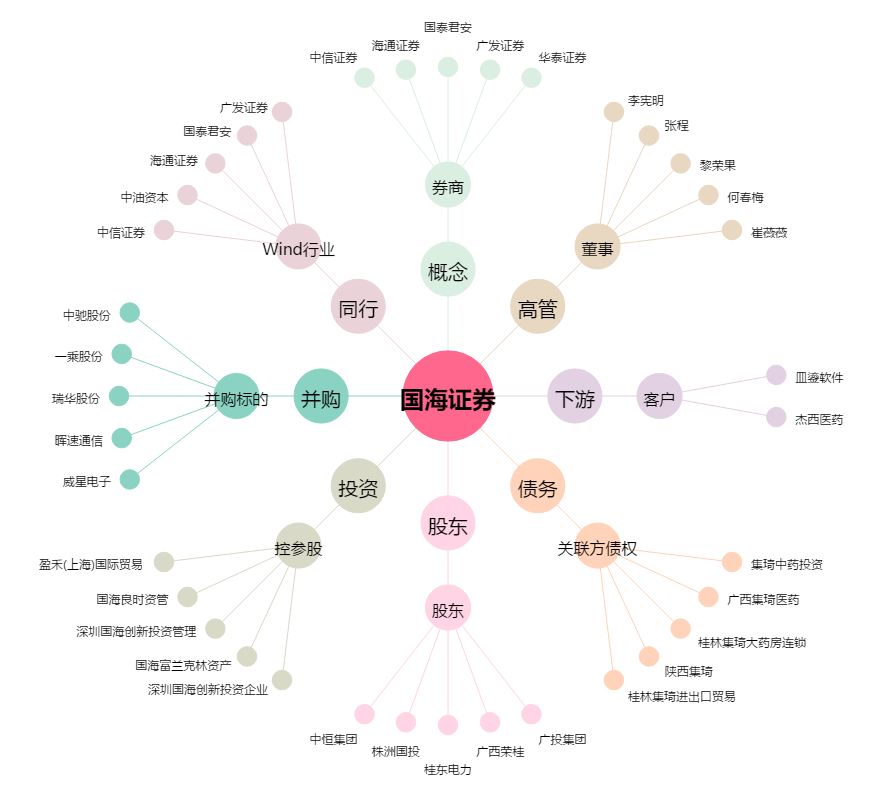 国泰君安
海通证券
广发证券
中信证券
华泰证券
券商
概念
广发证券
国泰君安
海通证券
中油资本
中信证券
Wind行业
同行
李宪明
张程
黎荣果
何春梅
崔薇薇
董事
高管
中驰股份
一乘股份
瑞华股份
晖速通信
威星电子
并购标的
并购
国海证券
下游
客户
皿鎏软件
杰西医药
投资
控参股
盈禾(上海)国际贸易
国海良时资管
深圳国海创新投资管理
国海富兰克林资产
深圳国海创新投资企业
股东
股东
中恒集团
株洲国投
桂东电力
广西荣桂
广投集团
债务
关联方债权
集琦中药投资
广西集琦医药
桂林集琦大药房连锁
陕西集琦
桂林集琦进出口贸易